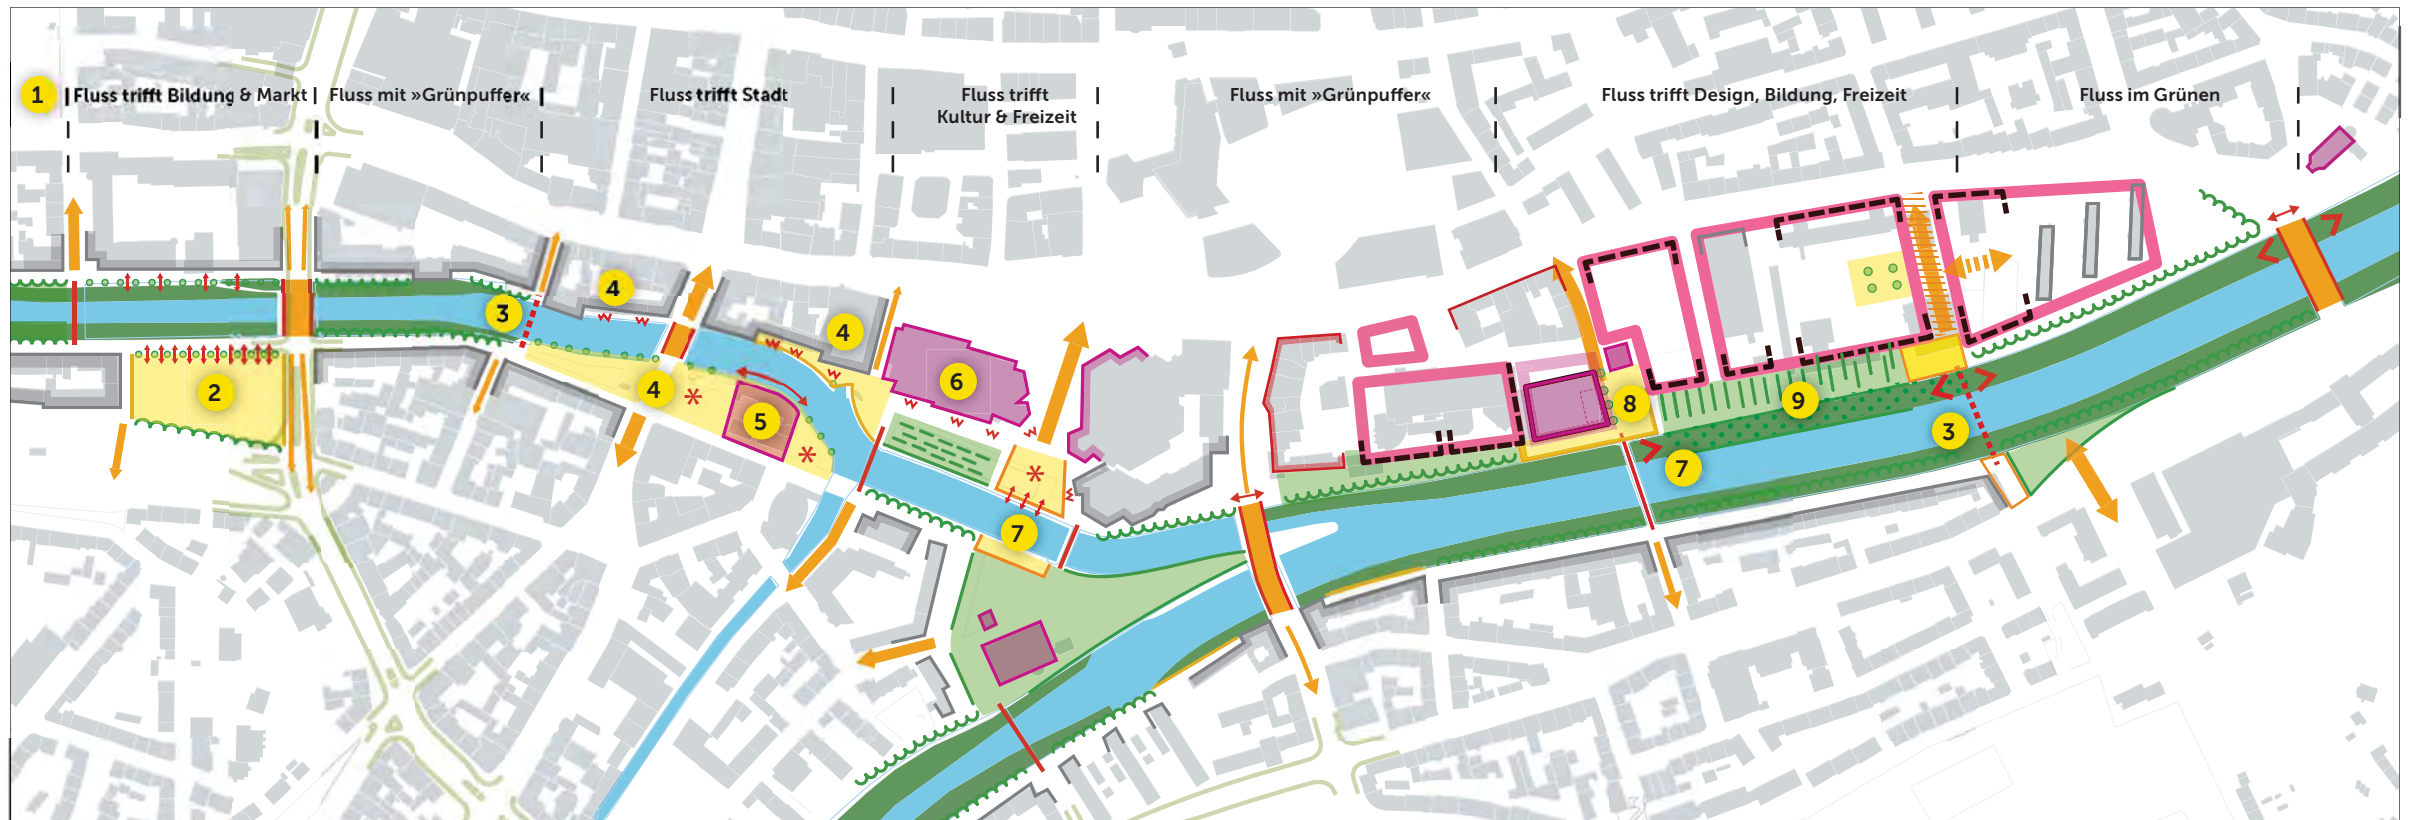 1
Fluss trifft Bildung & Markt
Fluss mit »Grünpuffer«
Fluss trifft Stadt
Fluss trifft
Kultur & Freizeit
Fluss mit »Grünpuffer«
Fluss trifft Design, Bildung, Freizeit
Fluss im Grünen
2
3
4
4
4
5
6
7
8
9
7
3